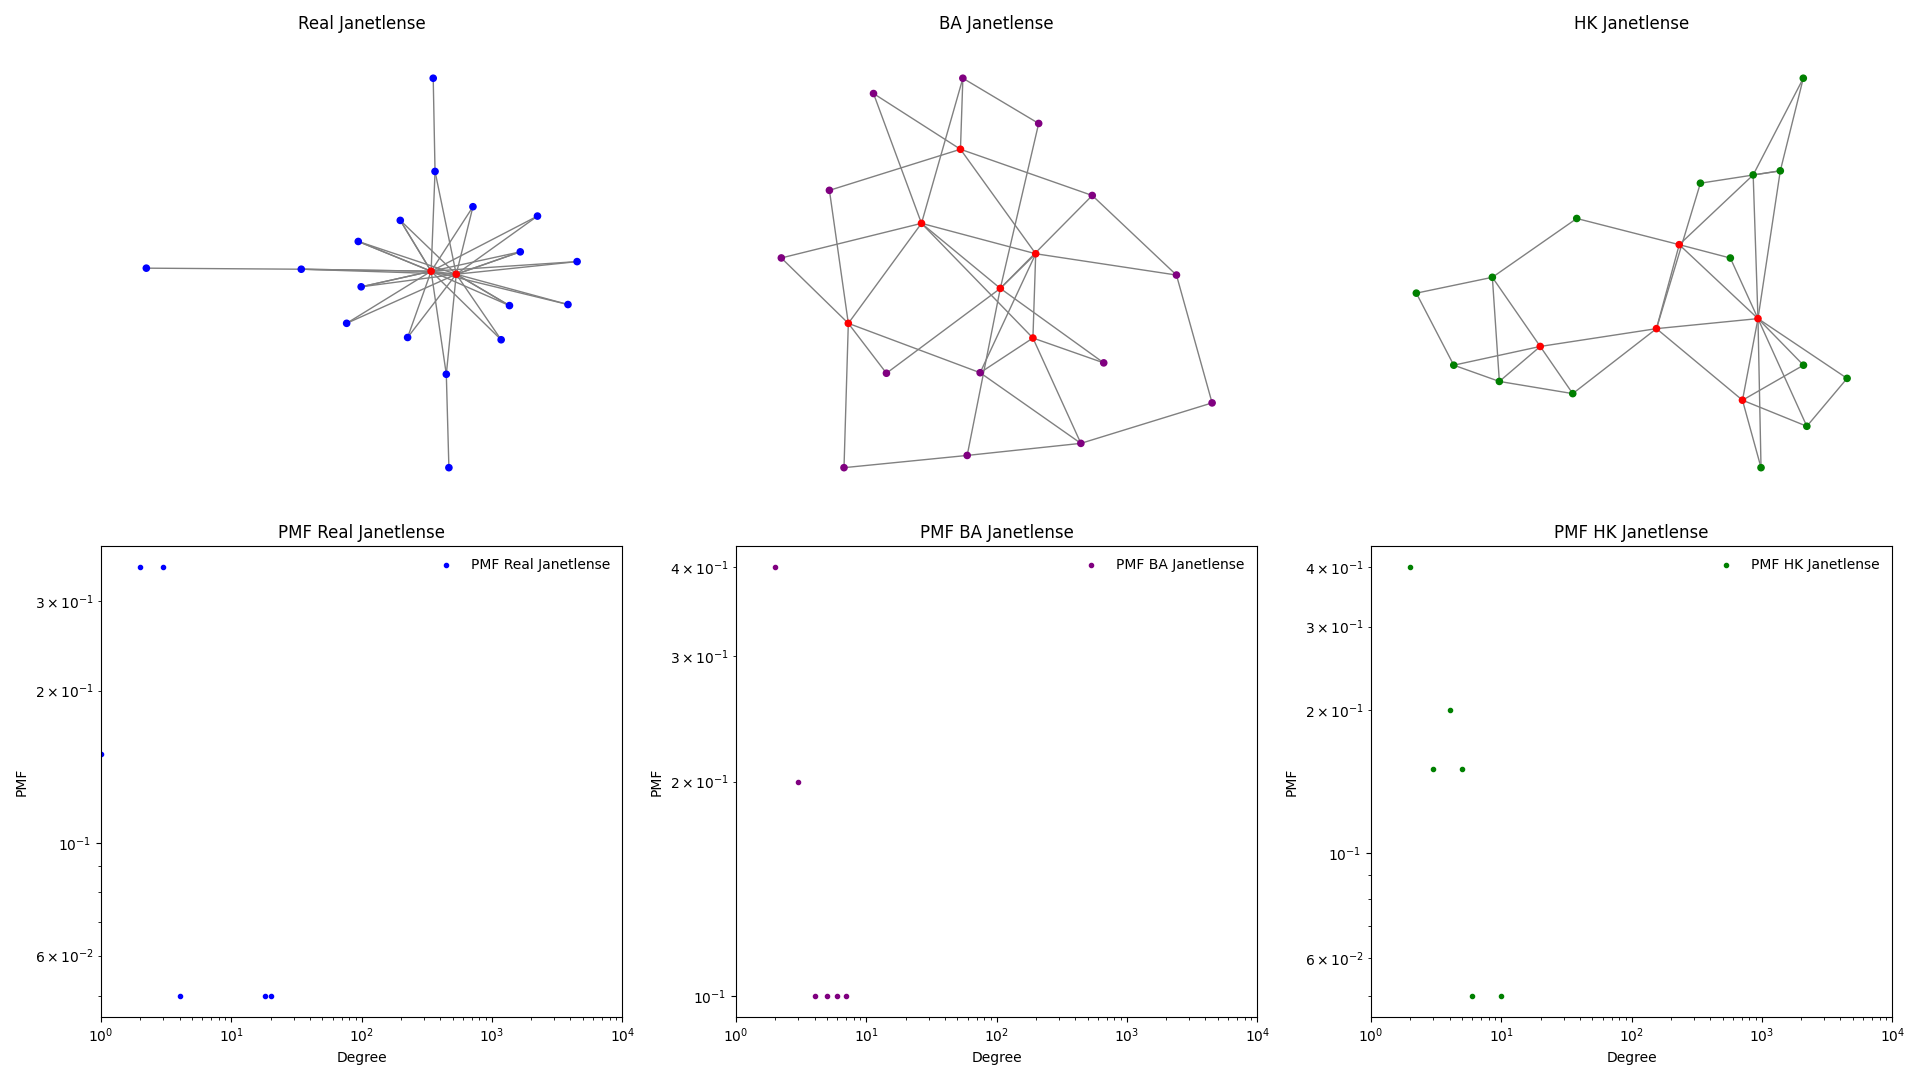 Real Janetlense
BA Janetlense
HK Janetlense
PMF Real Janetlense
PMF Real Janetlense
3 × 10⁻¹
2 × 10⁻¹
10⁻¹
6 × 10⁻²
PMF
10⁰
10¹
10²
10³
10⁴
Degree
PMF BA Janetlense
PMF BA Janetlense
4 × 10⁻¹
3 × 10⁻¹
2 × 10⁻¹
10⁻¹
PMF
10⁰
10¹
10²
10³
10⁴
Degree
PMF HK Janetlense
PMF HK Janetlense
4 × 10⁻¹
3 × 10⁻¹
2 × 10⁻¹
10⁻¹
6 × 10⁻²
PMF
10⁰
10¹
10²
10³
10⁴
Degree